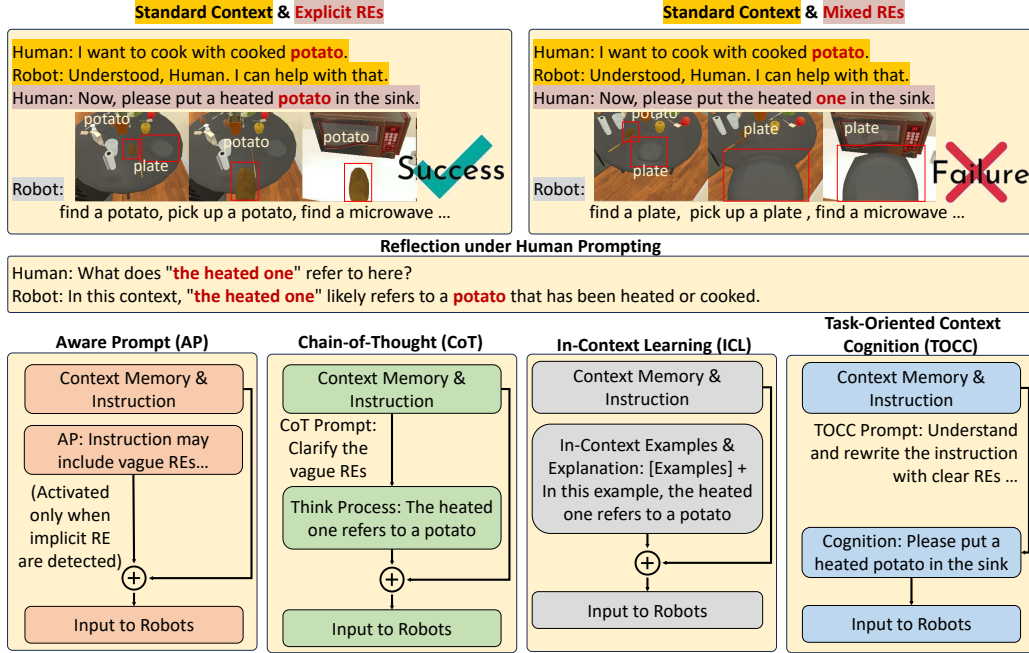 Standard Context & Explicit REs
Human: I want to cook with cooked potato.
Robot: Understood, Human. I can help with that.
Human: Now, please put a heated potato in the sink.
potato
plate
potato
potato
Success
Robot:
find a potato, pick up a potato, find a microwave ...
Standard Context & Mixed REs
Human: I want to cook with cooked potato.
Robot: Understood, Human. I can help with that.
Human: Now, please put the heated one in the sink.
potato
plate
plate
plate
Failure
Robot:
find a plate, pick up a plate , find a microwave ...
Reflection under Human Prompting
Human: What does "the heated one" refer to here?
Robot: In this context, "the heated one" likely refers to a potato that has been heated or cooked.
Aware Prompt (AP)
Context Memory &
Instruction
AP: Instruction may
include vague REs...
(Activated
only when
implicit RE
are detected)
Input to Robots
Chain-of-Thought (CoT)
Context Memory &
Instruction
CoT Prompt:
Clarify the
vague REs
Think Process: The heated
one refers to a potato
Input to Robots
In-Context Learning (ICL)
Context Memory &
Instruction
In-Context Examples &
Explanation: [Examples] +
In this example, the heated
one refers to a potato
Input to Robots
Task-Oriented Context
Cognition (TOCC)
Context Memory &
Instruction
TOCC Prompt: Understand
and rewrite the instruction
with clear REs ...
Cognition: Please put a
heated potato in the sink
Input to Robots